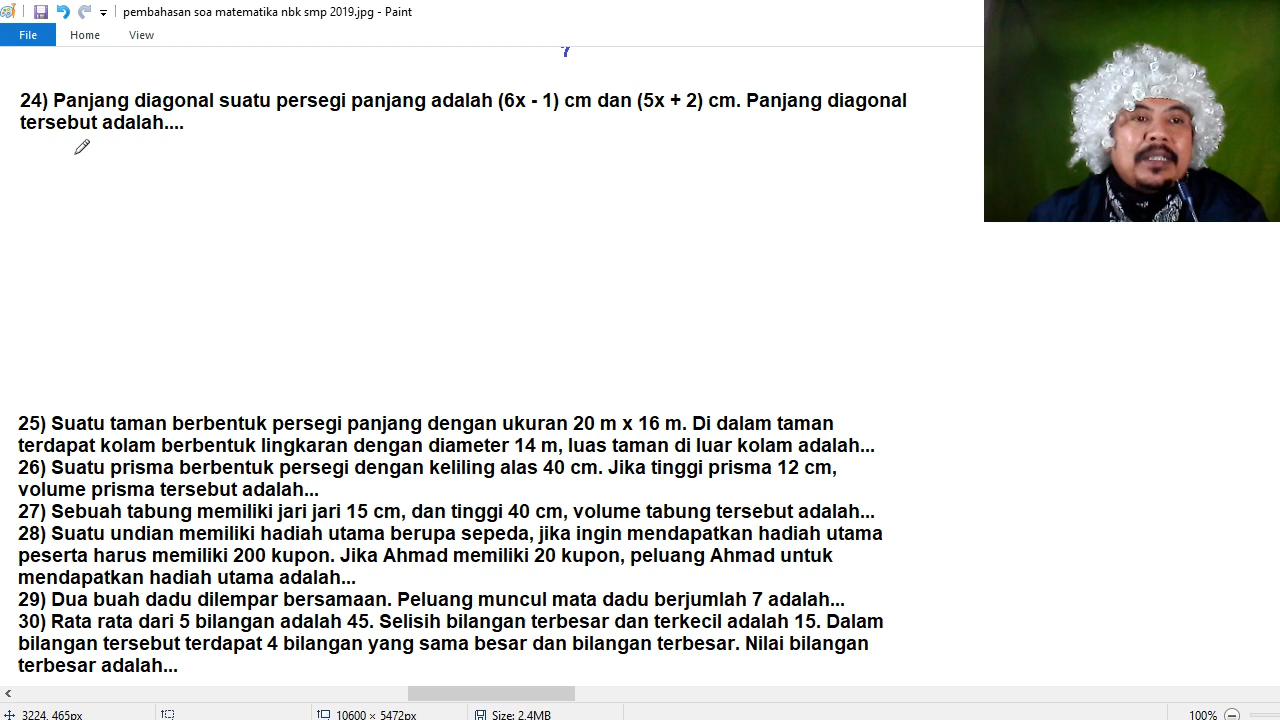 pembahasan soa matematika nbk smp 2019.jpg - Paint
File Home View
7
24) Panjang diagonal suatu persegi panjang adalah (6x - 1) cm dan (5x + 2) cm. Panjang diagonal
tersebut adalah....
25) Suatu taman berbentuk persegi panjang dengan ukuran 20 m x 16 m. Di dalam taman
terdapat kolam berbentuk lingkaran dengan diameter 14 m, luas taman di luar kolam adalah...
26) Suatu prisma berbentuk persegi dengan keliling alas 40 cm. Jika tinggi prisma 12 cm,
volume prisma tersebut adalah...
27) Sebuah tabung memiliki jari jari 15 cm, dan tinggi 40 cm, volume tabung tersebut adalah...
28) Suatu undian memiliki hadiah utama berupa sepeda, jika ingin mendapatkan hadiah utama
peserta harus memiliki 200 kupon. Jika Ahmad memiliki 20 kupon, peluang Ahmad untuk
mendapatkan hadiah utama adalah...
29) Dua buah dadu dilempar bersamaan. Peluang muncul mata dadu berjumlah 7 adalah...
30) Rata rata dari 5 bilangan adalah 45. Selisih bilangan terbesar dan terkecil adalah 15. Dalam
bilangan tersebut terdapat 4 bilangan yang sama besar dan bilangan terbesar. Nilai bilangan
terbesar adalah...
3224, 465px 10600 × 5472px Size: 2.4MB 100%